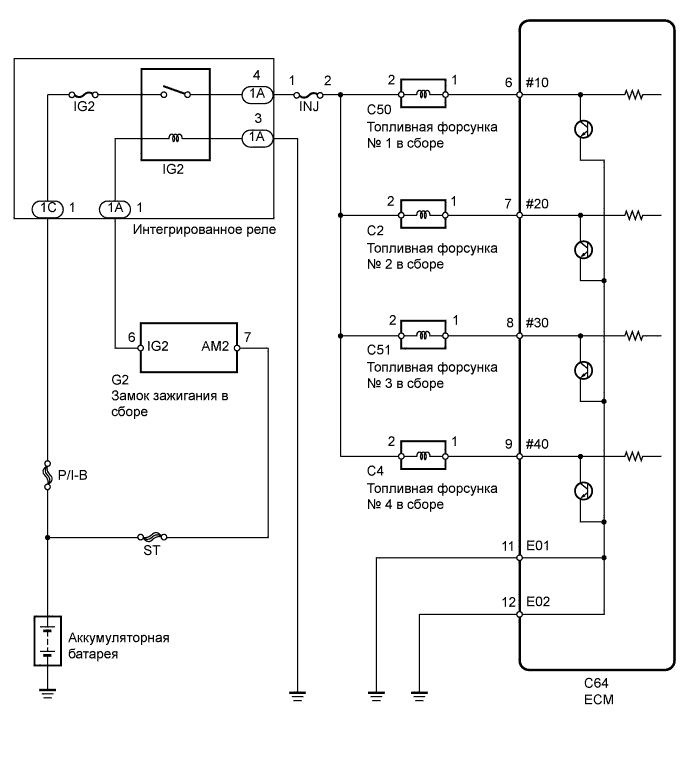 4
1A
IG2
3
1A
IG2
1C
1
1A
1
Интегрированное реле
1
2
INJ
2
1
C50
Топливная форсунка
№ 1 в сборе
6
#10
2
1
C2
Топливная форсунка
№ 2 в сборе
7
#20
2
1
C51
Топливная форсунка
№ 3 в сборе
8
#30
2
1
C4
Топливная форсунка
№ 4 в сборе
9
#40
6
IG2
AM2
7
G2
Замок зажигания в
сборе
P/I-B
ST
11
E01
12
E02
Аккумуляторная
батарея
C64
ECM